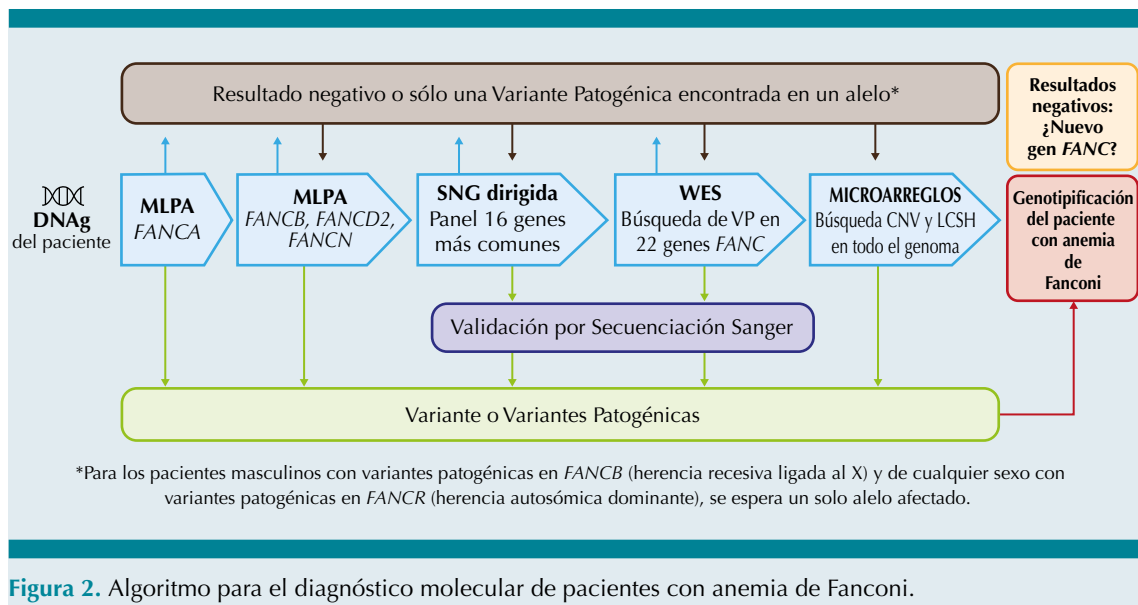 Resultado negativo o sólo una Variante Patogénica encontrada en un alelo*
Resultados
negativos:
¿Nuevo
gen FANC?
DNAg
del paciente
MLPA
FANCA
MLPA
FANCB, FANCD2,
FANCN
SNG dirigida
Panel 16 genes
más comunes
WES
Búsqueda de VP en
22 genes FANC
MICROARREGLOS
Búsqueda CNV y LCSH
en todo el genoma
Genotipificación
del paciente
con anemia
de
Fanconi
Validación por Secuenciación Sanger
Variante o Variantes Patogénicas
*Para los pacientes masculinos con variantes patogénicas en FANCB (herencia recesiva ligada al X) y de cualquier sexo con
variantes patogénicas en FANCR (herencia autosómica dominante), se espera un solo alelo afectado.
Figura 2. Algoritmo para el diagnóstico molecular de pacientes con anemia de Fanconi.